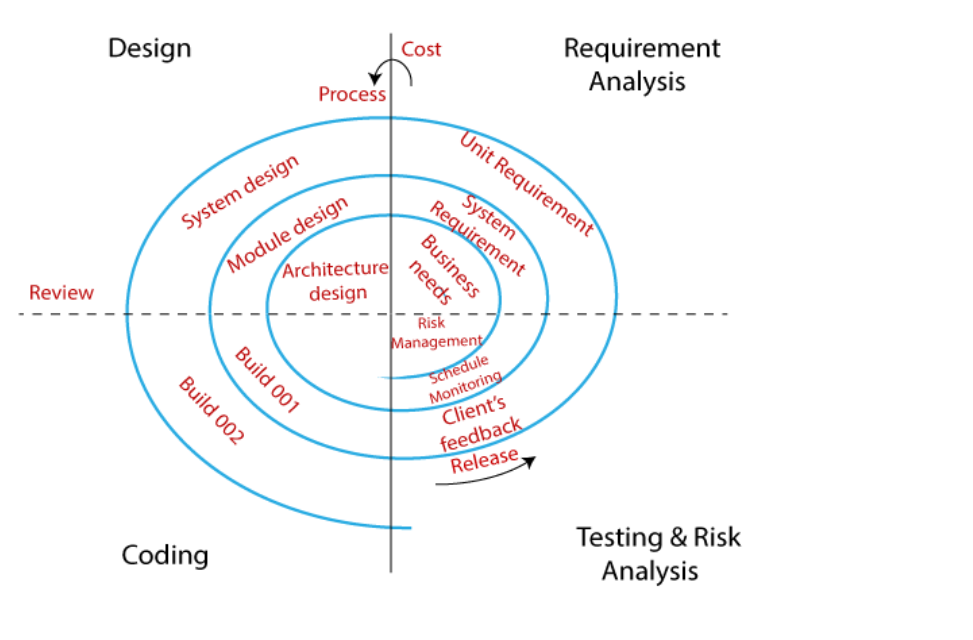 Design
Cost
Requirement
Analysis
Process
Unit Requirement
System design
System
Requirement
Module design
Business
needs
Architecture
design
Review
Risk
Management
Schedule
Monitoring
Build 001
Build 002
Client's
feedback
Release
Coding
Testing & Risk
Analysis